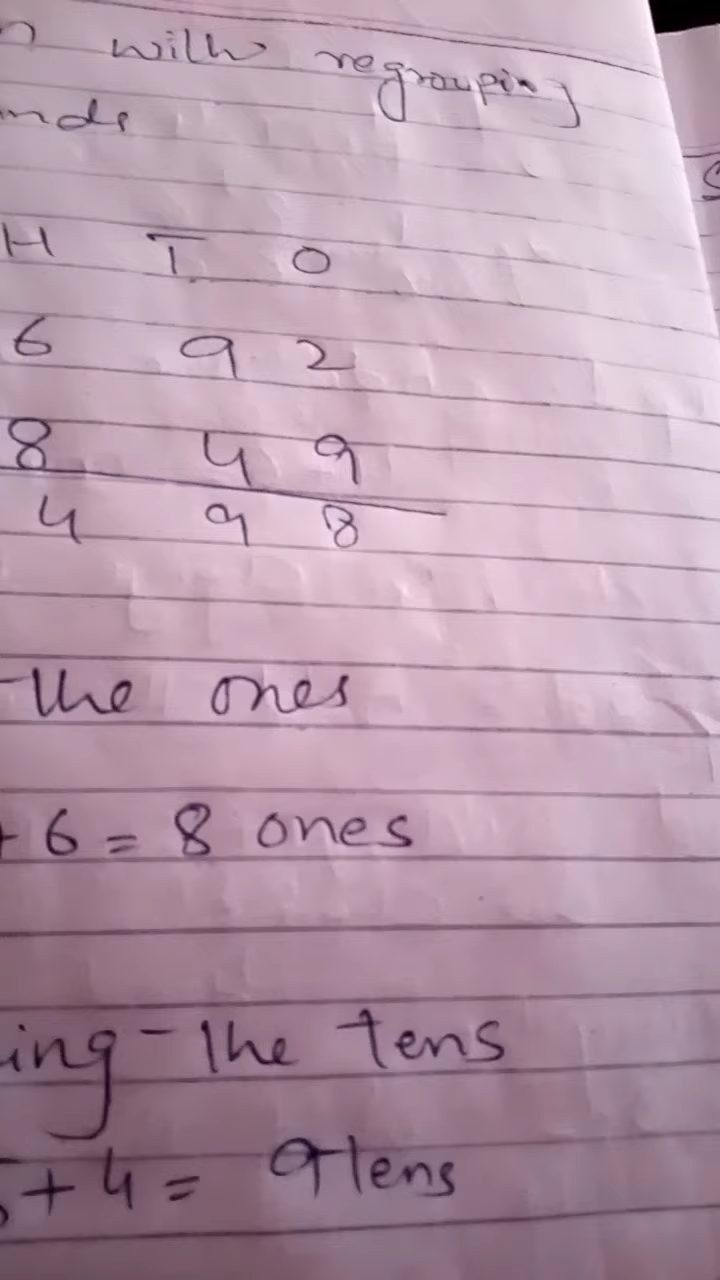 with regrouping
H T O
6 9 2
8 4 9
4 9 8
the ones
6 = 8 ones
ing the tens
+ 4 = 9 tens